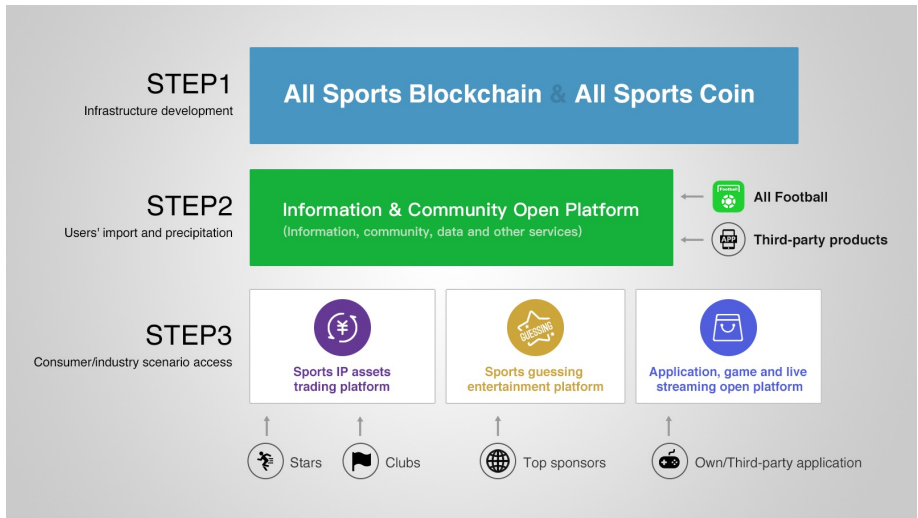 STEP1
Infrastructure development
All Sports Blockchain & All Sports Coin
STEP2
Users' import and precipitation
Information & Community Open Platform
(Information, community, data and other services)
Football
All Football
APP
Third-party products
STEP3
Consumer/industry scenario access
¥
Sports IP assets
trading platform
GUESSING
Sports guessing
entertainment platform
Application, game and live
streaming open platform
Stars
Clubs
Top sponsors
Own/Third-party application